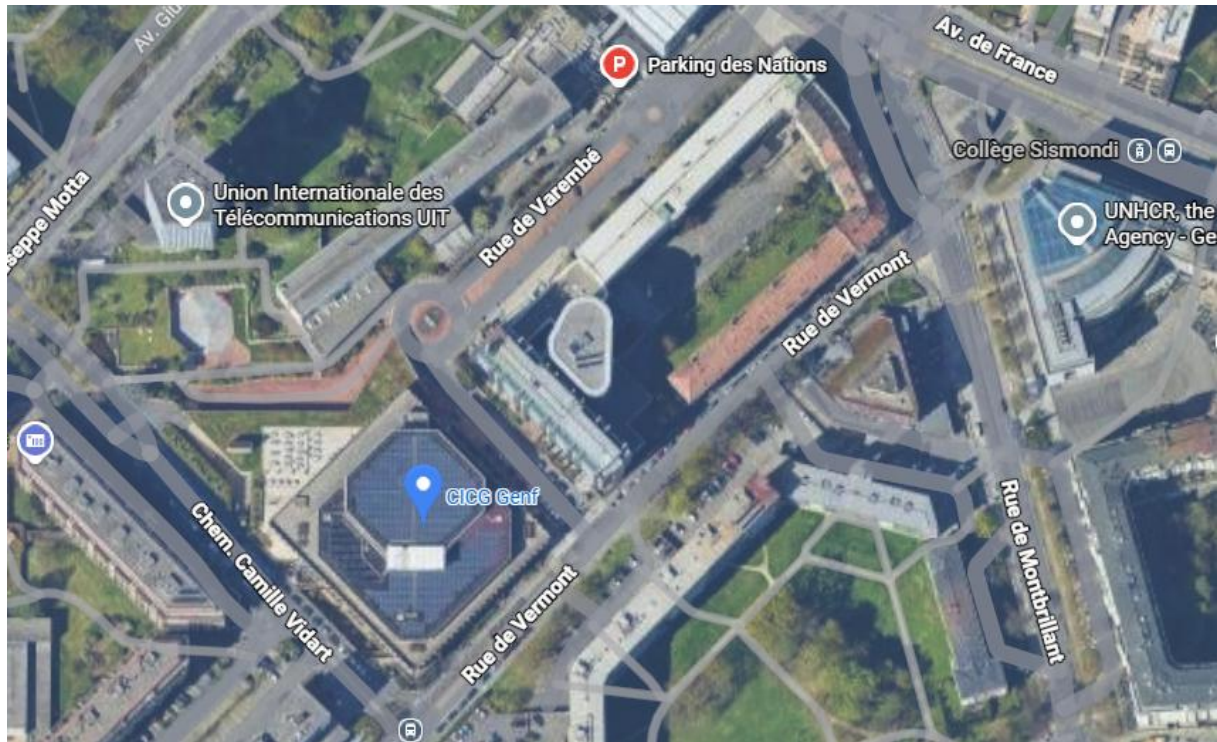 Av. Giu
Av. de France
Parking des Nations
Collège Sismondi
Union Internationale des
Télécommunications UIT
Rue de Varembé
UNHCR, the
Agency - Ge
seppe Motta
Rue de Vermont
CICG Genf
Chem. Camille Vidart
Rue de Vermont
Rue de Montbrillant
P